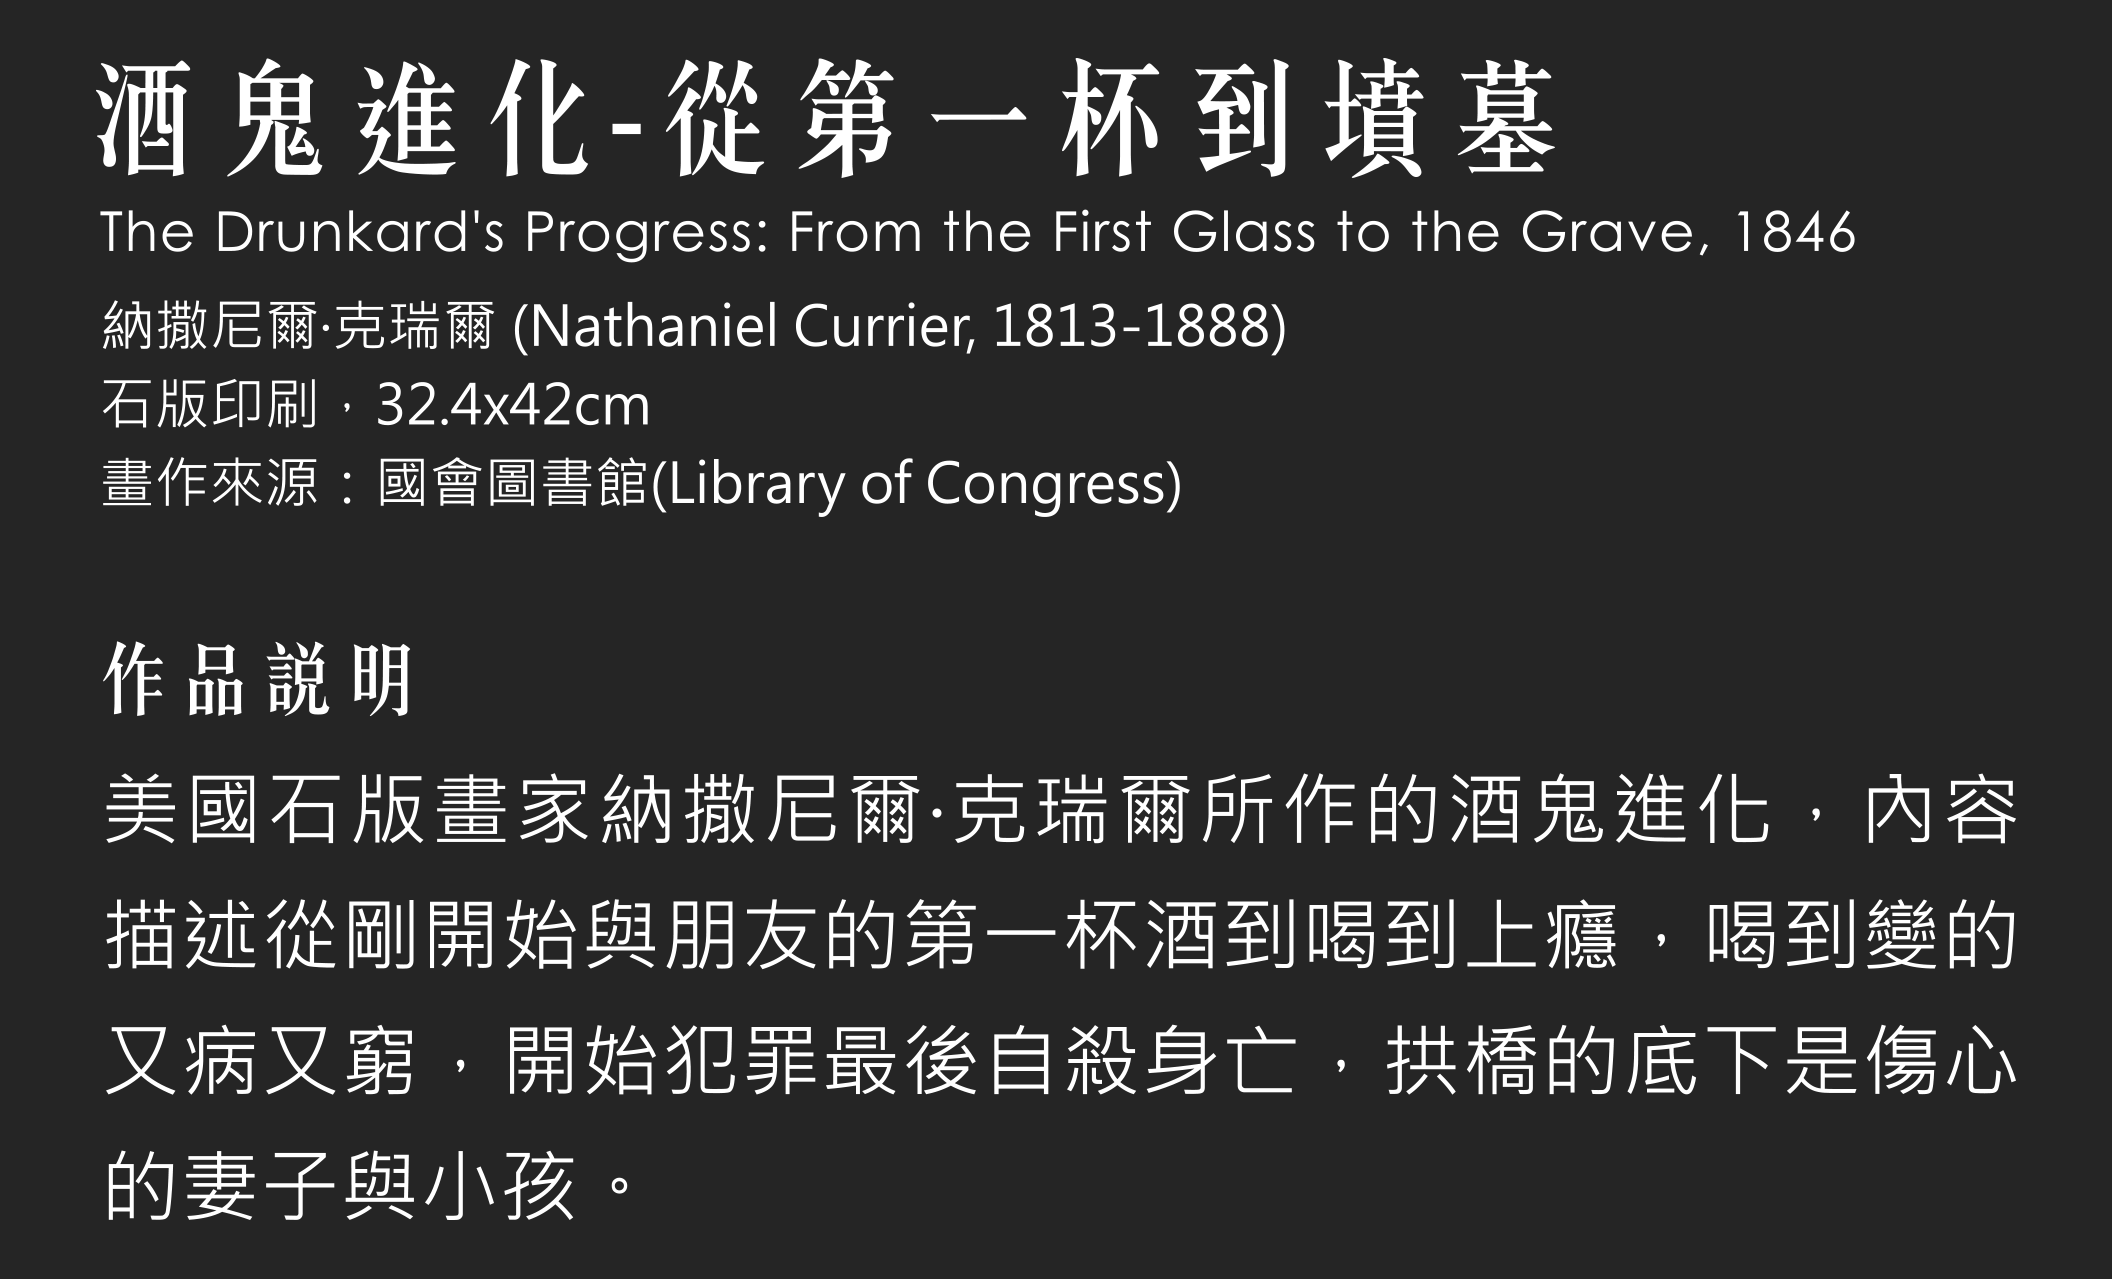 酒鬼進化-從第一杯到墳墓
The Drunkard's Progress: From the First Glass to the Grave, 1846
納撒尼爾·克瑞爾 (Nathaniel Currier, 1813-1888)
石版印刷，32.4x42cm
畫作來源：國會圖書館(Library of Congress)
作品説明
美國石版畫家納撒尼爾·克瑞爾所作的酒鬼進化，內容
描述從剛開始與朋友的第一杯酒到喝到上癮，喝到變的
又病又窮，開始犯罪最後自殺身亡，拱橋的底下是傷心
的妻子與小孩。